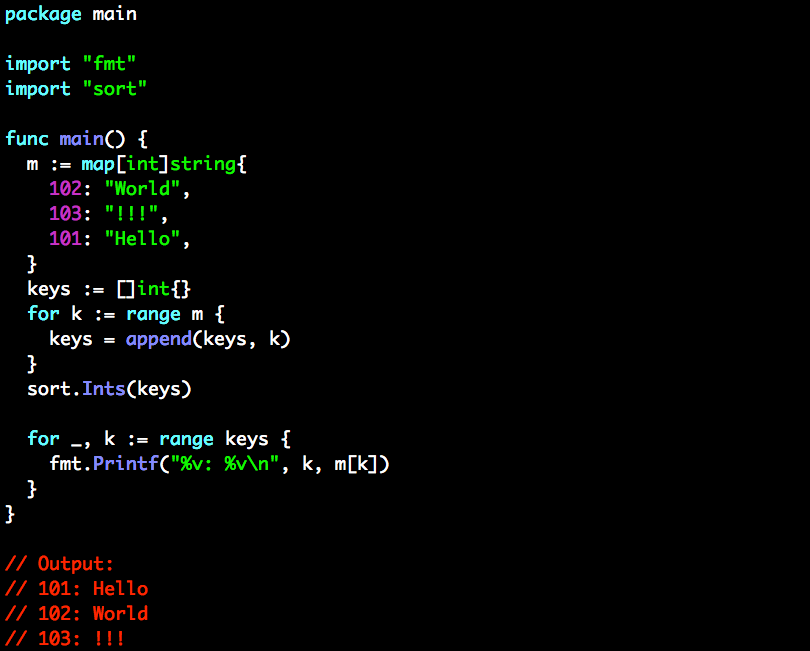 package main

import "fmt"
import "sort"

func main() {
  m := map[int]string{
    102: "World",
    103: "!!!",
    101: "Hello",
  }
  keys := []int{}
  for k := range m {
    keys = append(keys, k)
  }
  sort.Ints(keys)

  for _, k := range keys {
    fmt.Printf("%v: %v\n", k, m[k])
  }
}

// Output:
// 101: Hello
// 102: World
// 103: !!!